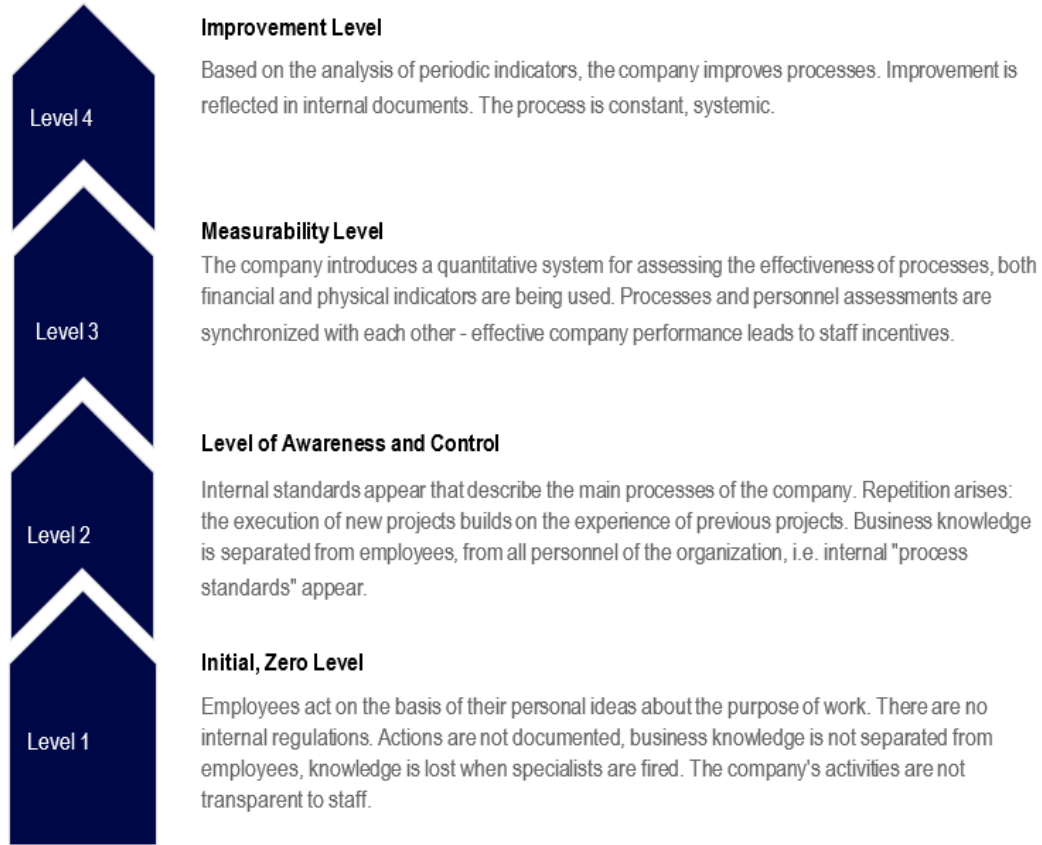 Improvement Level
Based on the analysis of periodic indicators, the company improves processes. Improvement is
reflected in internal documents. The process is constant, systemic.
Level 4
Measurability Level
The company introduces a quantitative system for assessing the effectiveness of processes, both
financial and physical indicators are being used. Processes and personnel assessments are
synchronized with each other - effective company performance leads to staff incentives.
Level 3
Level of Awareness and Control
Internal standards appear that describe the main processes of the company. Repetition arises:
the execution of new projects builds on the experience of previous projects. Business knowledge
is separated from employees, from all personnel of the organization, i.e. internal "process
standards" appear.
Level 2
Initial, Zero Level
Employees act on the basis of their personal ideas about the purpose of work. There are no
internal regulations. Actions are not documented, business knowledge is not separated from
employees, knowledge is lost when specialists are fired. The company's activities are not
transparent to staff.
Level 1